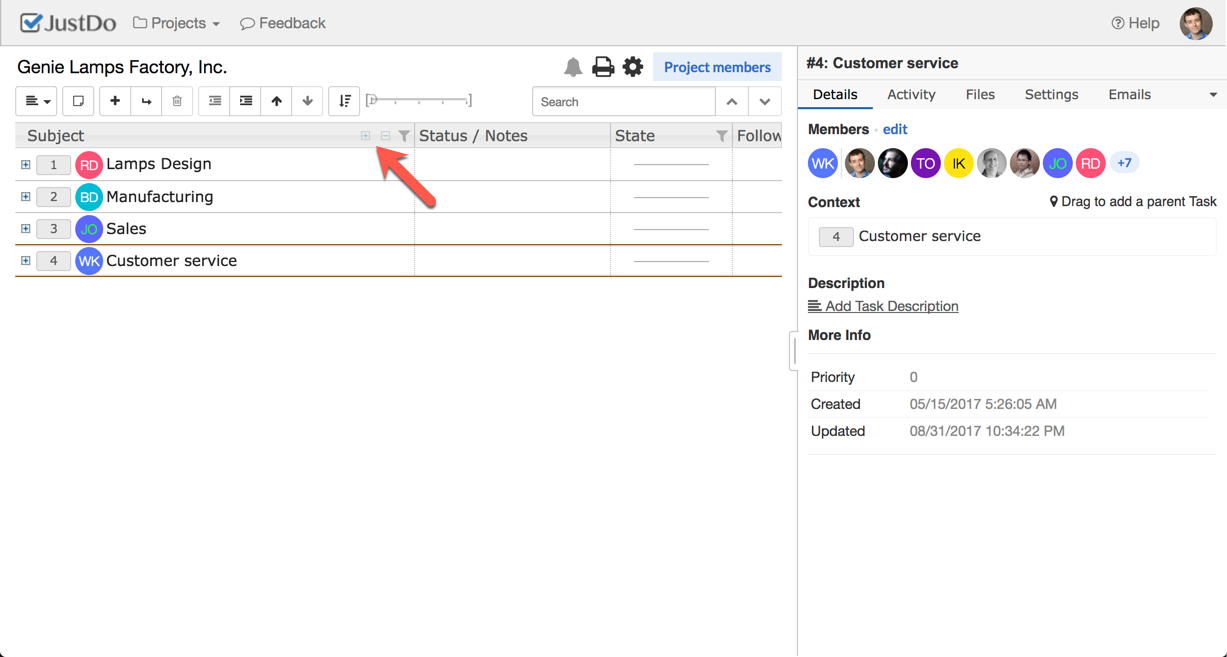 JustDo Projects Feedback Help
Genie Lamps Factory, Inc. Project members
Search
Subject Status / Notes State Follow
1 RD Lamps Design
2 BD Manufacturing
3 JO Sales
4 WK Customer service
#4: Customer service
Details Activity Files Settings Emails
Members · edit
WK TO IK JO RD +7
Context Drag to add a parent Task
4 Customer service
Description
Add Task Description
More Info
Priority 0
Created 05/15/2017 5:26:05 AM
Updated 08/31/2017 10:34:22 PM